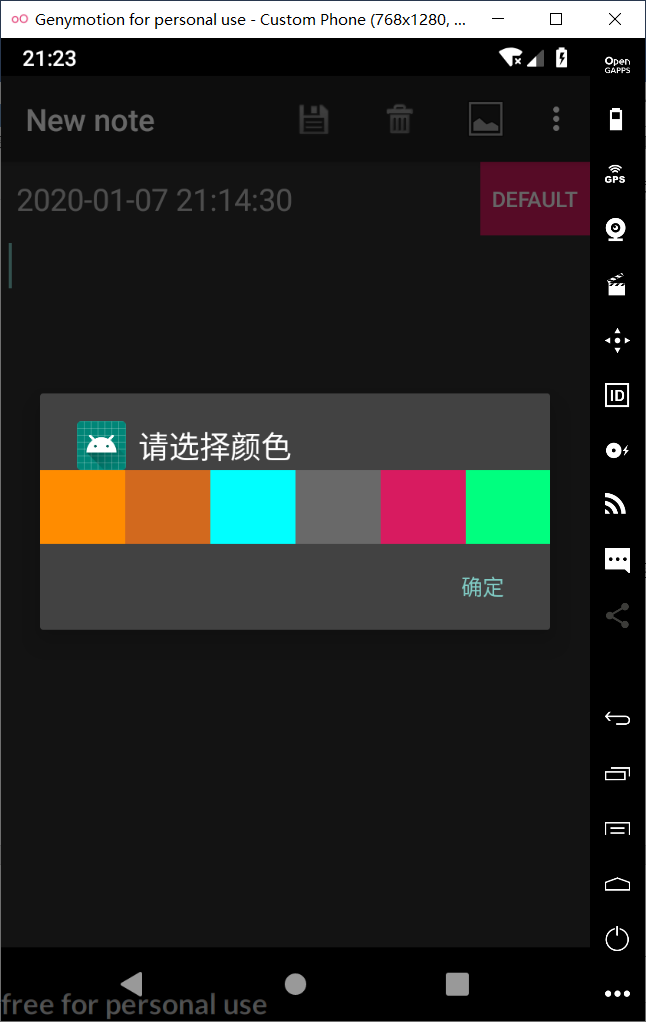 Genymotion for personal use - Custom Phone (768x1280, ...
21:23
Open
GAPPS
New note
GPS
2020-01-07 21:14:30
DEFAULT
ID
请选择颜色
确定
free for personal use